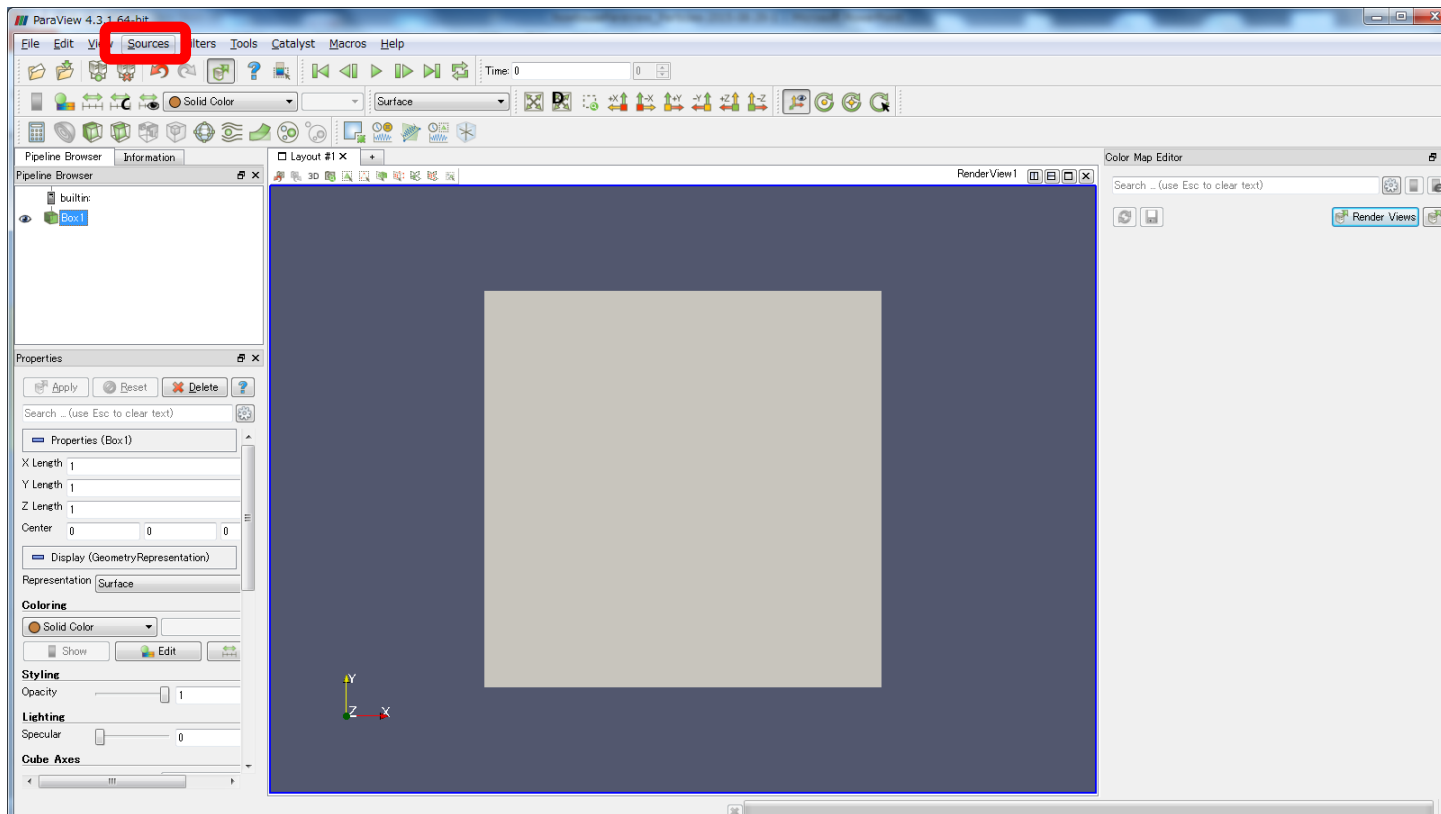 ParaView 4.3.1 64-bit
File Edit Sources Tools Catalyst Macros Help
Time: 0 0
Solid Color Surface
Pipeline Browser Information Layout #1 + Color Map Editor
Pipeline Browser 3D RenderView1
builtin:
Box1
Search ... (use Esc to clear text)
Render Views
Properties
Apply Reset Delete ?
Search ... (use Esc to clear text)
Properties (Box1)
X Length 1
Y Length 1
Z Length 1
Center 0 0 0
Display (GeometryRepresentation)
Representation Surface
Coloring
Solid Color
Show Edit
Styling
Opacity 1
Lighting
Specular 0
Cube Axes
Y
Z X